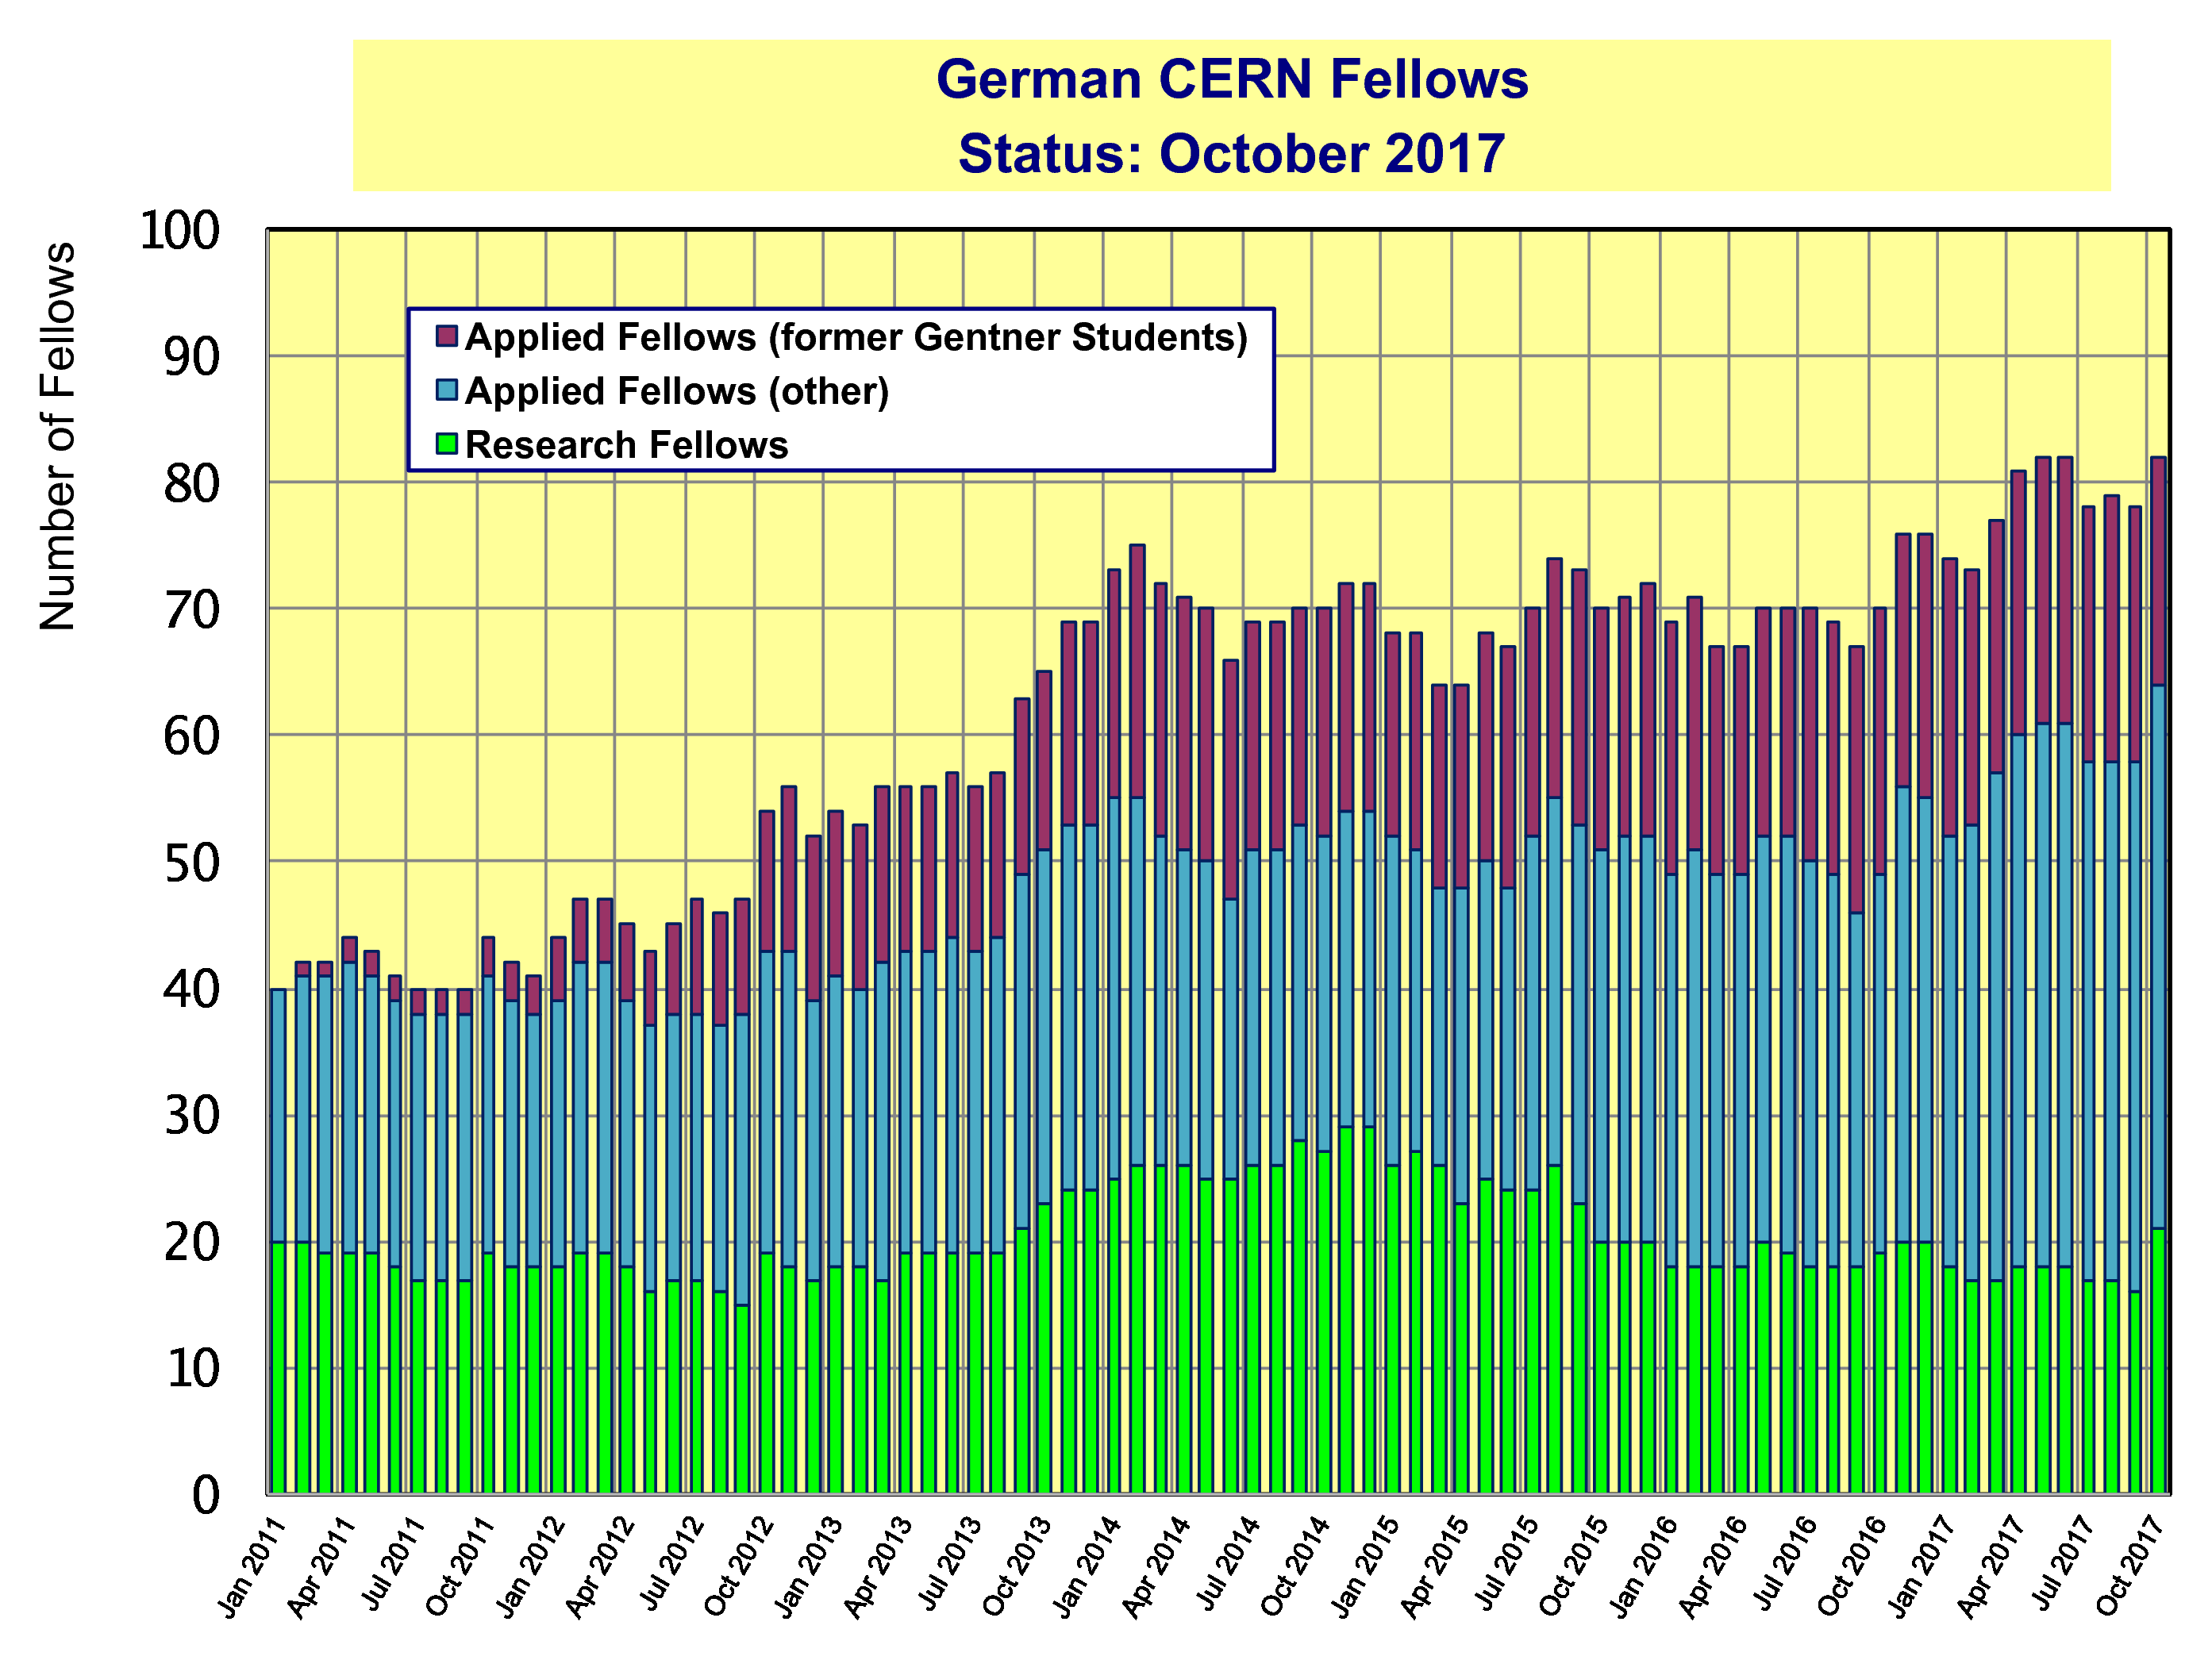 German CERN Fellows
Status: October 2017
Number of Fellows
100
90
80
70
60
50
40
30
20
10
0
Applied Fellows (former Gentner Students)
Applied Fellows (other)
Research Fellows
Jan 2011
Apr 2011
Jul 2011
Oct 2011
Jan 2012
Apr 2012
Jul 2012
Oct 2012
Jan 2013
Apr 2013
Jul 2013
Oct 2013
Jan 2014
Apr 2014
Jul 2014
Oct 2014
Jan 2015
Apr 2015
Jul 2015
Oct 2015
Jan 2016
Apr 2016
Jul 2016
Oct 2016
Jan 2017
Apr 2017
Jul 2017
Oct 2017